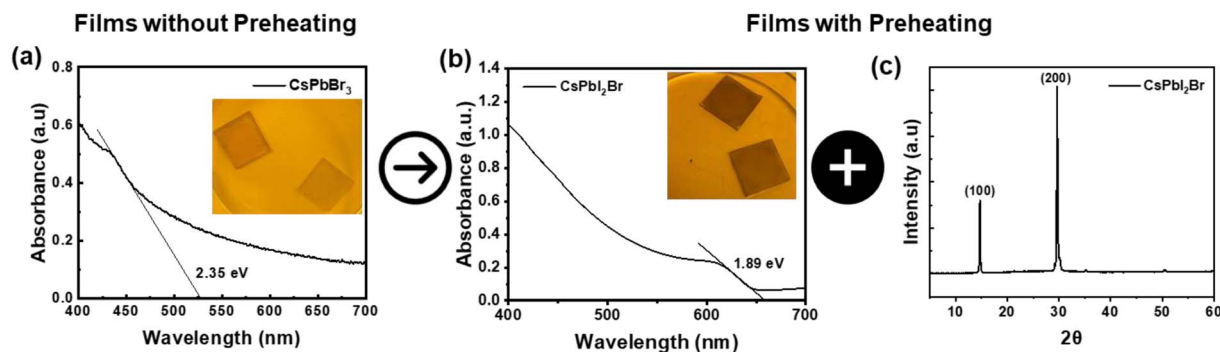 Films without Preheating
Films with Preheating
(a)
0.8
0.6
0.4
0.2
0.0
Absorbance (a.u)
CsPbBr₃
2.35 eV
400 450 500 550 600 650 700
Wavelength (nm)
(b)
1.4
1.2
1.0
0.8
0.6
0.4
0.2
0.0
Absorbance (a.u.)
CsPbI₂Br
1.89 eV
400 500 600 700
Wavelength (nm)
(c)
Intensity (a.u)
CsPbI₂Br
(200)
(100)
10 20 30 40 50 60
2θ